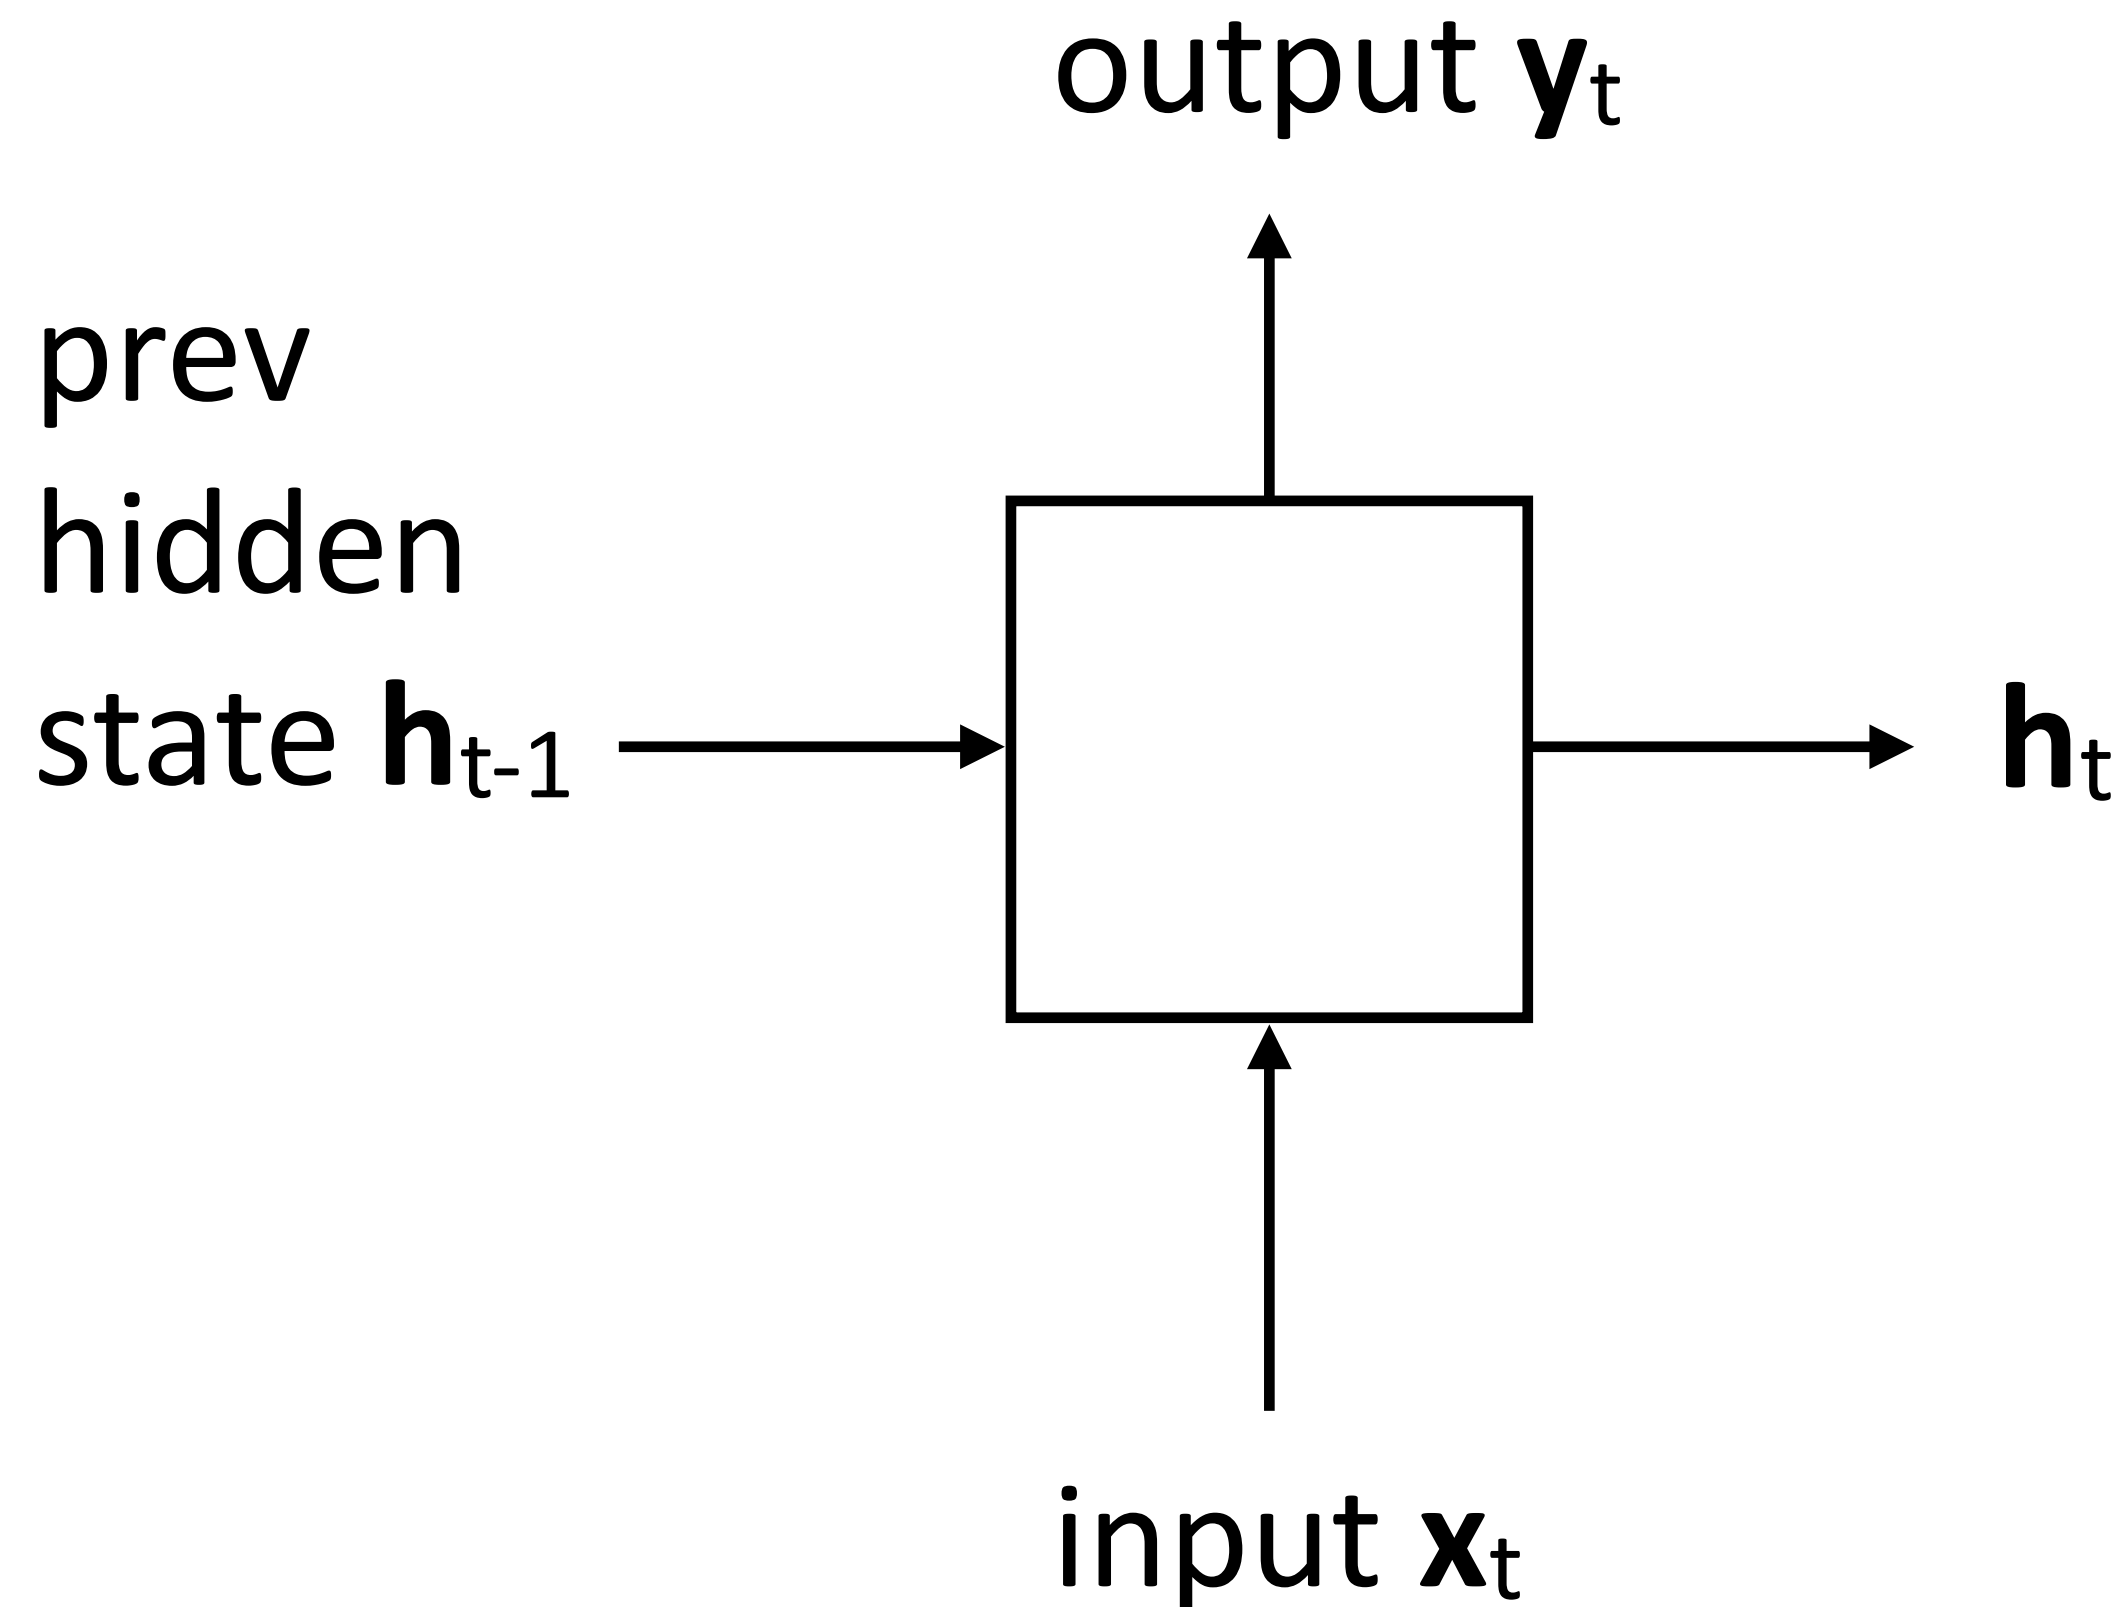 output yt
prev
hidden
state ht-1
ht
input xt